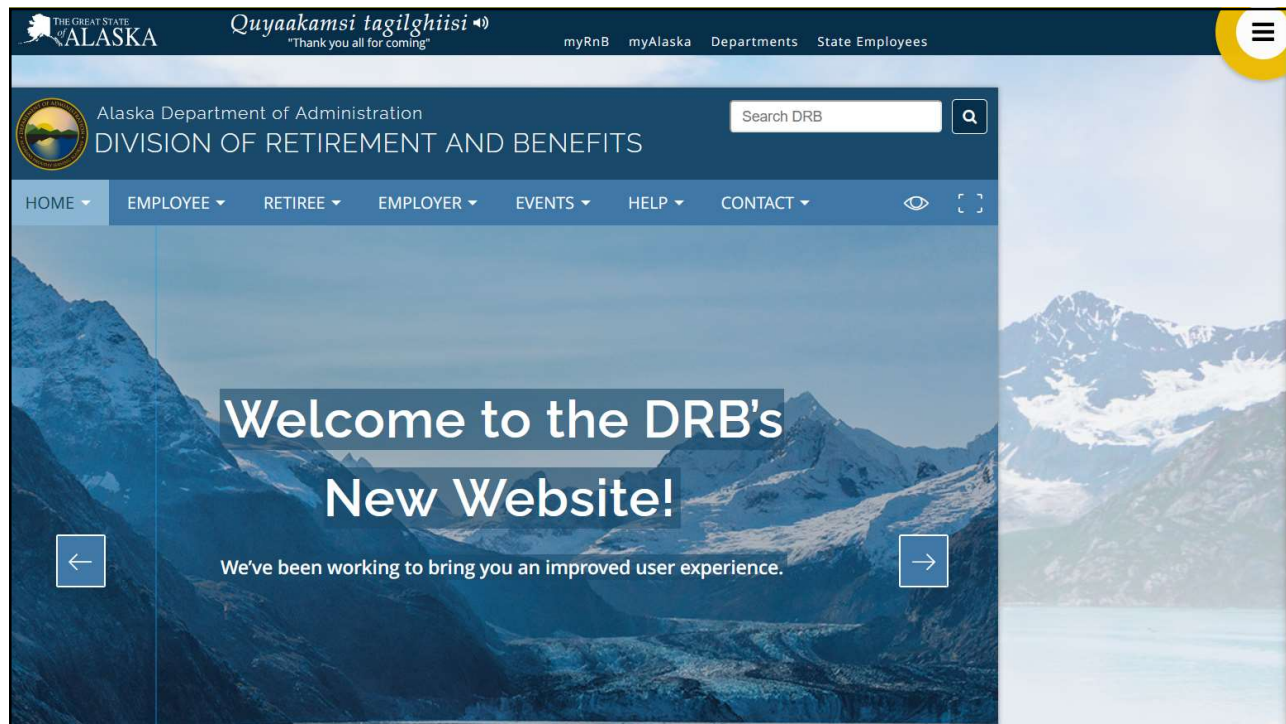 THE GREAT STATE
of ALASKA
Quyaakamsi tagilghiisi
"Thank you all for coming"
myRnB myAlaska Departments State Employees
Alaska Department of Administration
DIVISION OF RETIREMENT AND BENEFITS
Search DRB
HOME EMPLOYEE RETIREE EMPLOYER EVENTS HELP CONTACT
Welcome to the DRB's
New Website!
We've been working to bring you an improved user experience.